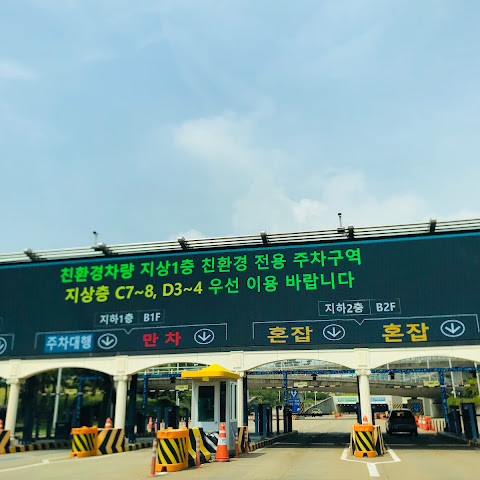 친환경차량 지상1층 친환경 전용 주차구역
지상층 C7~8, D3~4 우선 이용 바랍니다
지하1층 B1F
지하2층 B2F
주차대행 만차
혼잡 혼잡